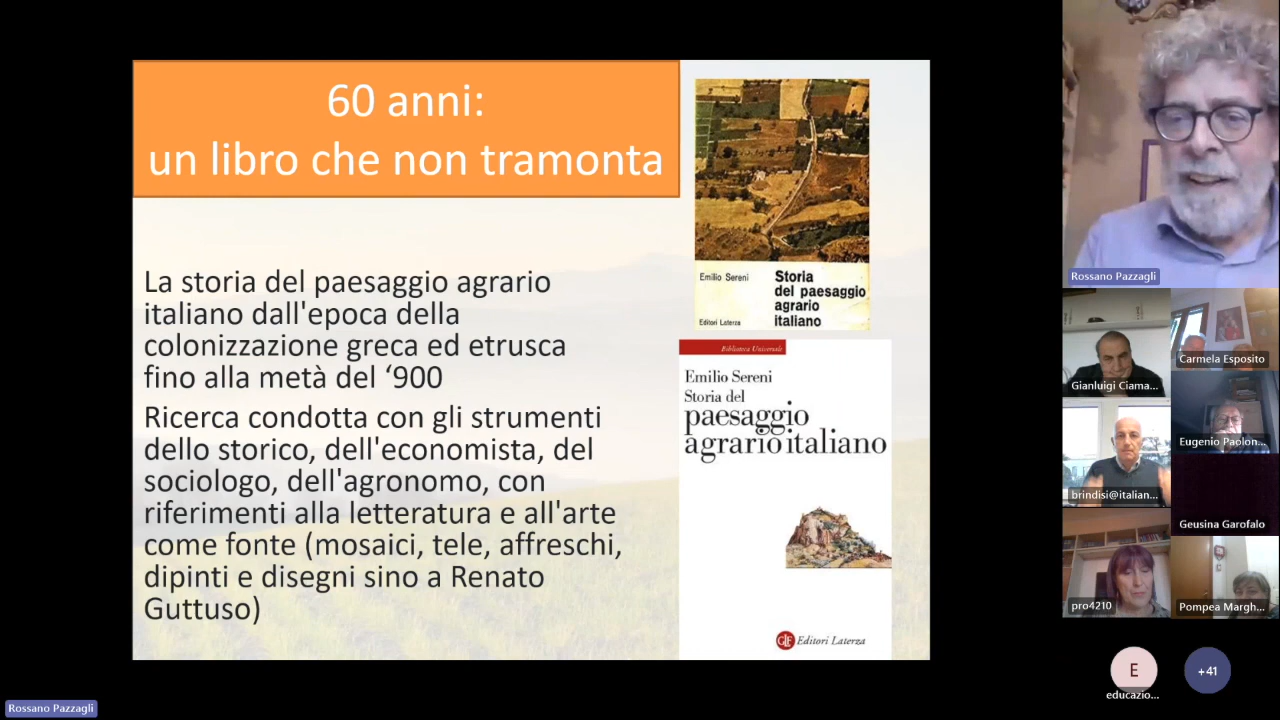 60 anni:
un libro che non tramonta
La storia del paesaggio agrario
italiano dall'epoca della
colonizzazione greca ed etrusca
fino alla metà del ‘900
Ricerca condotta con gli strumenti
dello storico, dell'economista, del
sociologo, dell'agronomo, con
riferimenti alla letteratura e all'arte
come fonte (mosaici, tele, affreschi,
dipinti e disegni sino a Renato
Guttuso)
Emilio Sereni
Storia
del paesaggio
agrario
italiano
Editori Laterza
Biblioteca Universale
Emilio Sereni
Storia del
paesaggio
agrario italiano
GLF Editori Laterza
Rossano Pazzagli
Gianluigi Ciama...
Carmela Esposito
brindisi@italian...
Eugenio Paolon...
Geusina Garofalo
pro4210
Pompea Margh...
E
educazio...
+41
Rossano Pazzagli